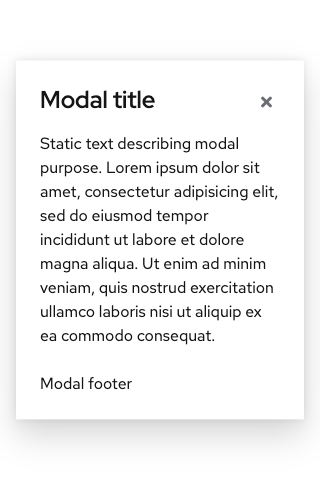 Modal title
Static text describing modal
purpose. Lorem ipsum dolor sit
amet, consectetur adipisicing elit,
sed do eiusmod tempor
incididunt ut labore et dolore
magna aliqua. Ut enim ad minim
veniam, quis nostrud exercitation
ullamco laboris nisi ut aliquip ex
ea commodo consequat.
Modal footer